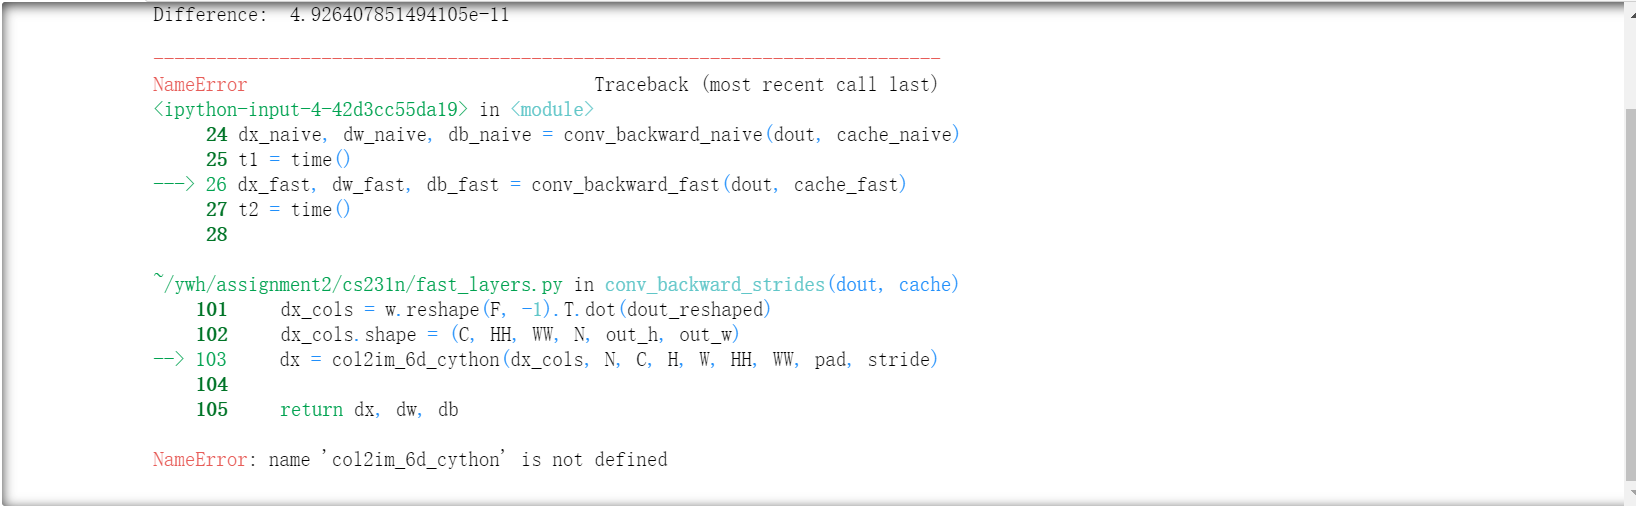 Difference:  4.926407851494105e-11
---------------------------------------------------------------------------
NameError                                 Traceback (most recent call last)
<ipython-input-4-42d3cc55da19> in <module>
     24 dx_naive, dw_naive, db_naive = conv_backward_naive(dout, cache_naive)
     25 t1 = time()
---> 26 dx_fast, dw_fast, db_fast = conv_backward_fast(dout, cache_fast)
     27 t2 = time()
     28
~/ywh/assignment2/cs231n/fast_layers.py in conv_backward_strides(dout, cache)
    101     dx_cols = w.reshape(F, -1).T.dot(dout_reshaped)
    102     dx_cols.shape = (C, HH, WW, N, out_h, out_w)
--> 103     dx = col2im_6d_cython(dx_cols, N, C, H, W, HH, WW, pad, stride)
    104
    105     return dx, dw, db
NameError: name 'col2im_6d_cython' is not defined